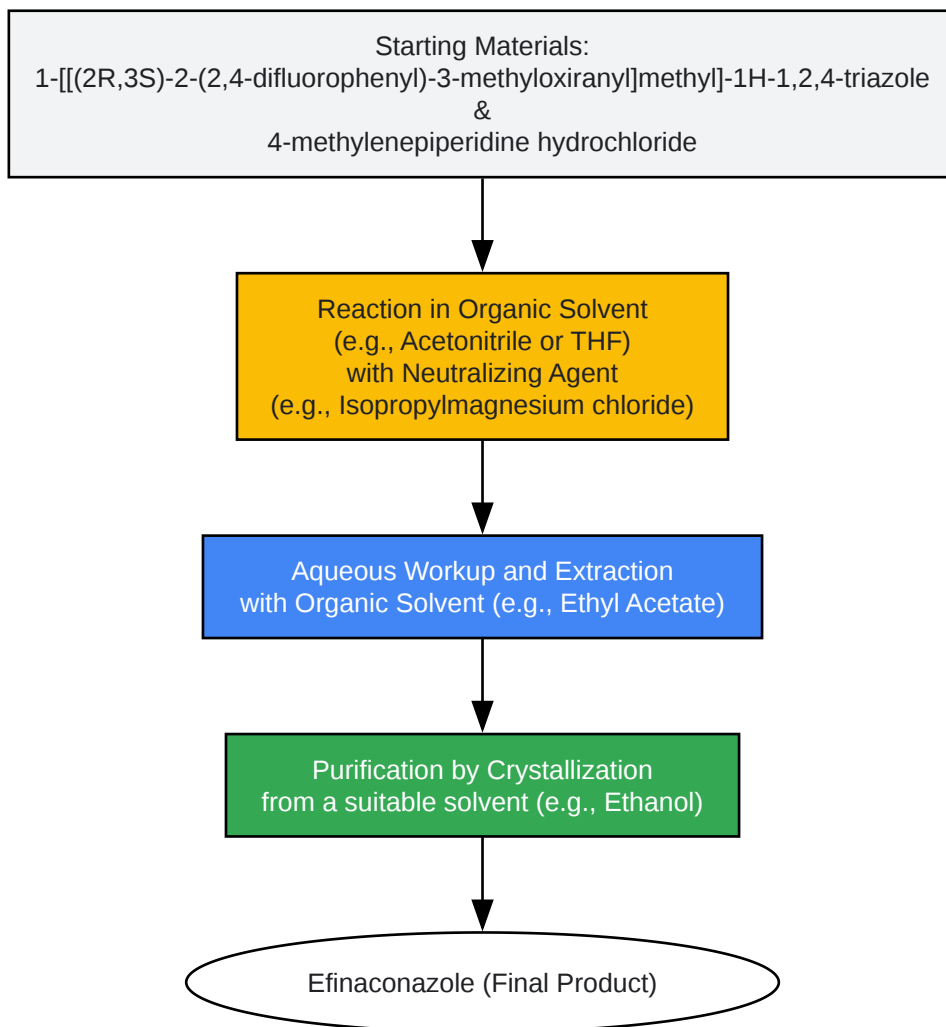 Starting Materials:
1-[[(2R,3S)-2-(2,4-difluorophenyl)-3-methyloxiranyl]methyl]-1H-1,2,4-triazole
&
4-methylenepiperidine hydrochloride
Reaction in Organic Solvent
(e.g., Acetonitrile or THF)
with Neutralizing Agent
(e.g., Isopropylmagnesium chloride)
Aqueous Workup and Extraction
with Organic Solvent (e.g., Ethyl Acetate)
Purification by Crystallization
from a suitable solvent (e.g., Ethanol)
Efinaconazole (Final Product)